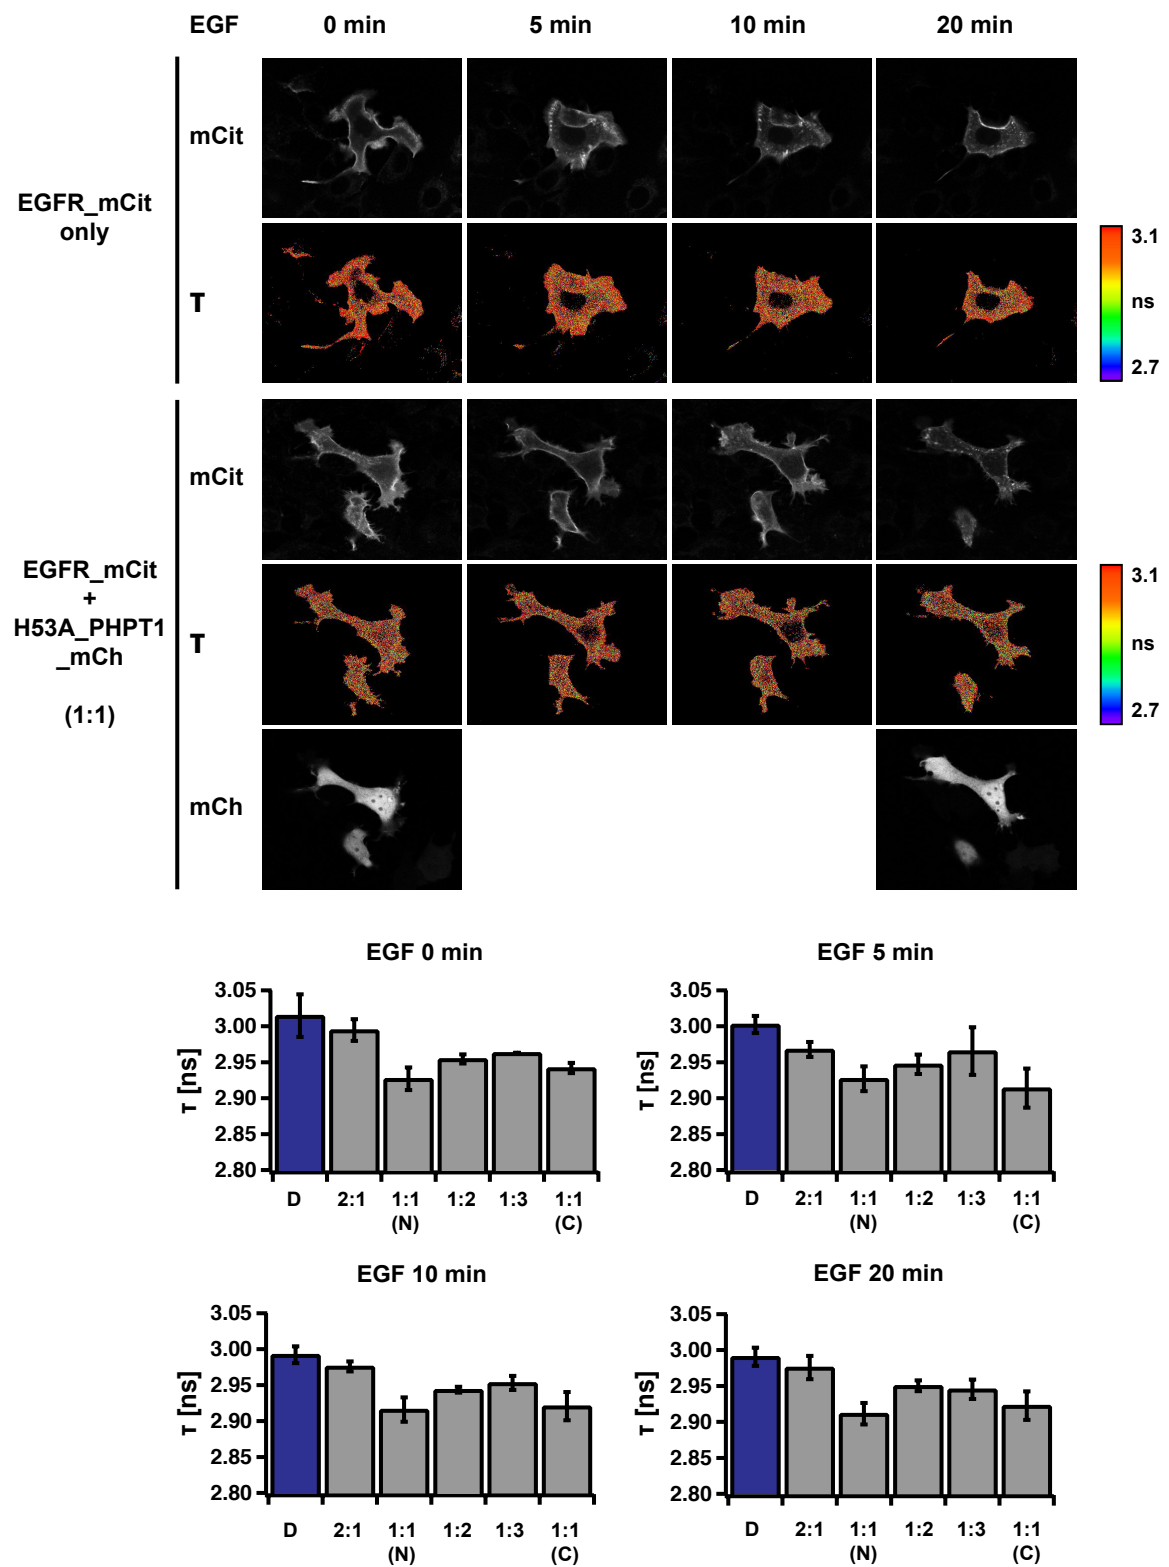 EGF 0 min 5 min 10 min 20 min
mCit
EGFR_mCit
only
T
3.1
ns
2.7
mCit
EGFR_mCit
+
H53A_PHPT1
_mCh
(1:1)
T
3.1
ns
2.7
mCh
EGF 0 min
τ [ns]
3.05
3.00
2.95
2.90
2.85
2.80
D 2:1 1:1 1:2 1:3 1:1
(N) (C)
EGF 5 min
τ [ns]
3.05
3.00
2.95
2.90
2.85
2.80
D 2:1 1:1 1:2 1:3 1:1
(N) (C)
EGF 10 min
τ [ns]
3.05
3.00
2.95
2.90
2.85
2.80
D 2:1 1:1 1:2 1:3 1:1
(N) (C)
EGF 20 min
τ [ns]
3.05
3.00
2.95
2.90
2.85
2.80
D 2:1 1:1 1:2 1:3 1:1
(N) (C)